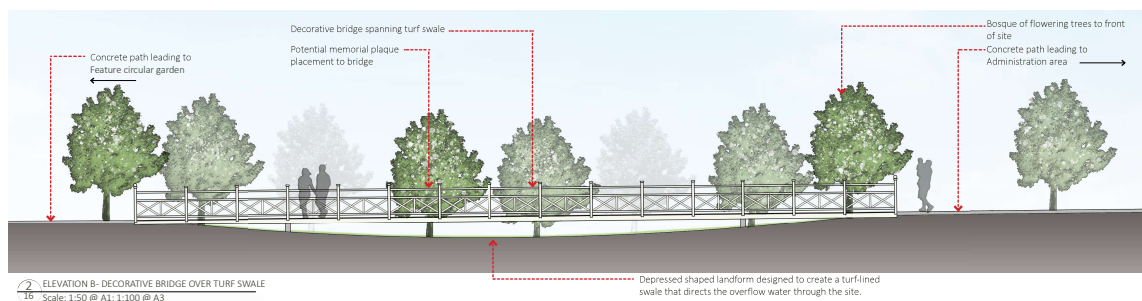 Concrete path leading to
Feature circular garden
Decorative bridge spanning turf swale
Potential memorial plaque
placement to bridge
Bosque of flowering trees to front
of site
Concrete path leading to
Administration area
Depressed shaped landform designed to create a turf-lined
swale that directs the overflow water through the site.
2
16
ELEVATION B- DECORATIVE BRIDGE OVER TURF SWALE
Scale: 1:50 @ A1: 1:100 @ A3